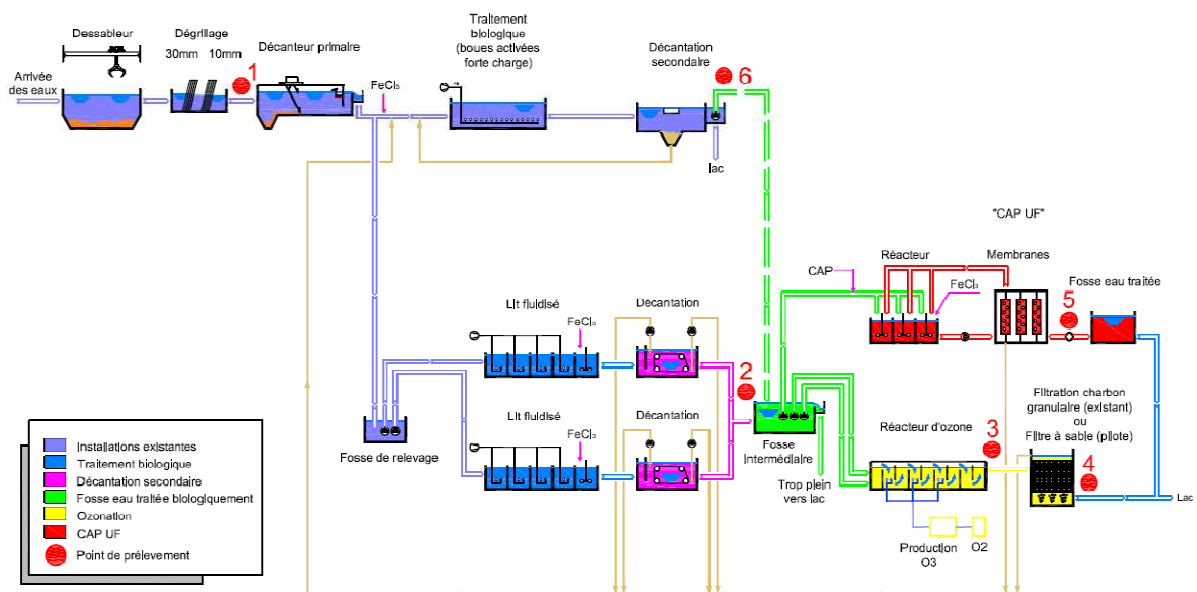 Dessableur
Dégrillage
30mm 10mm
Décanteur primaire
Traitement
biologique
(boues activées
forte charge)
Décantation
secondaire
6
Arrivée
des eaux
1
FeCl₃
lac
"CAP UF"
Réacteur
Membranes
CAP
FeCl₃
Fosse eau traitée
5
Lit fluidisé
Décantation
FeCl₃
2
Lit fluidisé
Décantation
FeCl₃
Fosse de relevage
Fosse
Intermédiaire
Trop plein
vers lac
Réacteur d'ozone
3
Filtration charbon
granulaire (existant)
ou
Filtre à sable (pilote)
4
Lac
Production
O3
O2
Installations existantes
Traitement biologique
Décantation secondaire
Fosse eau traitée biologiquement
Ozonation
CAP UF
Point de prélevement